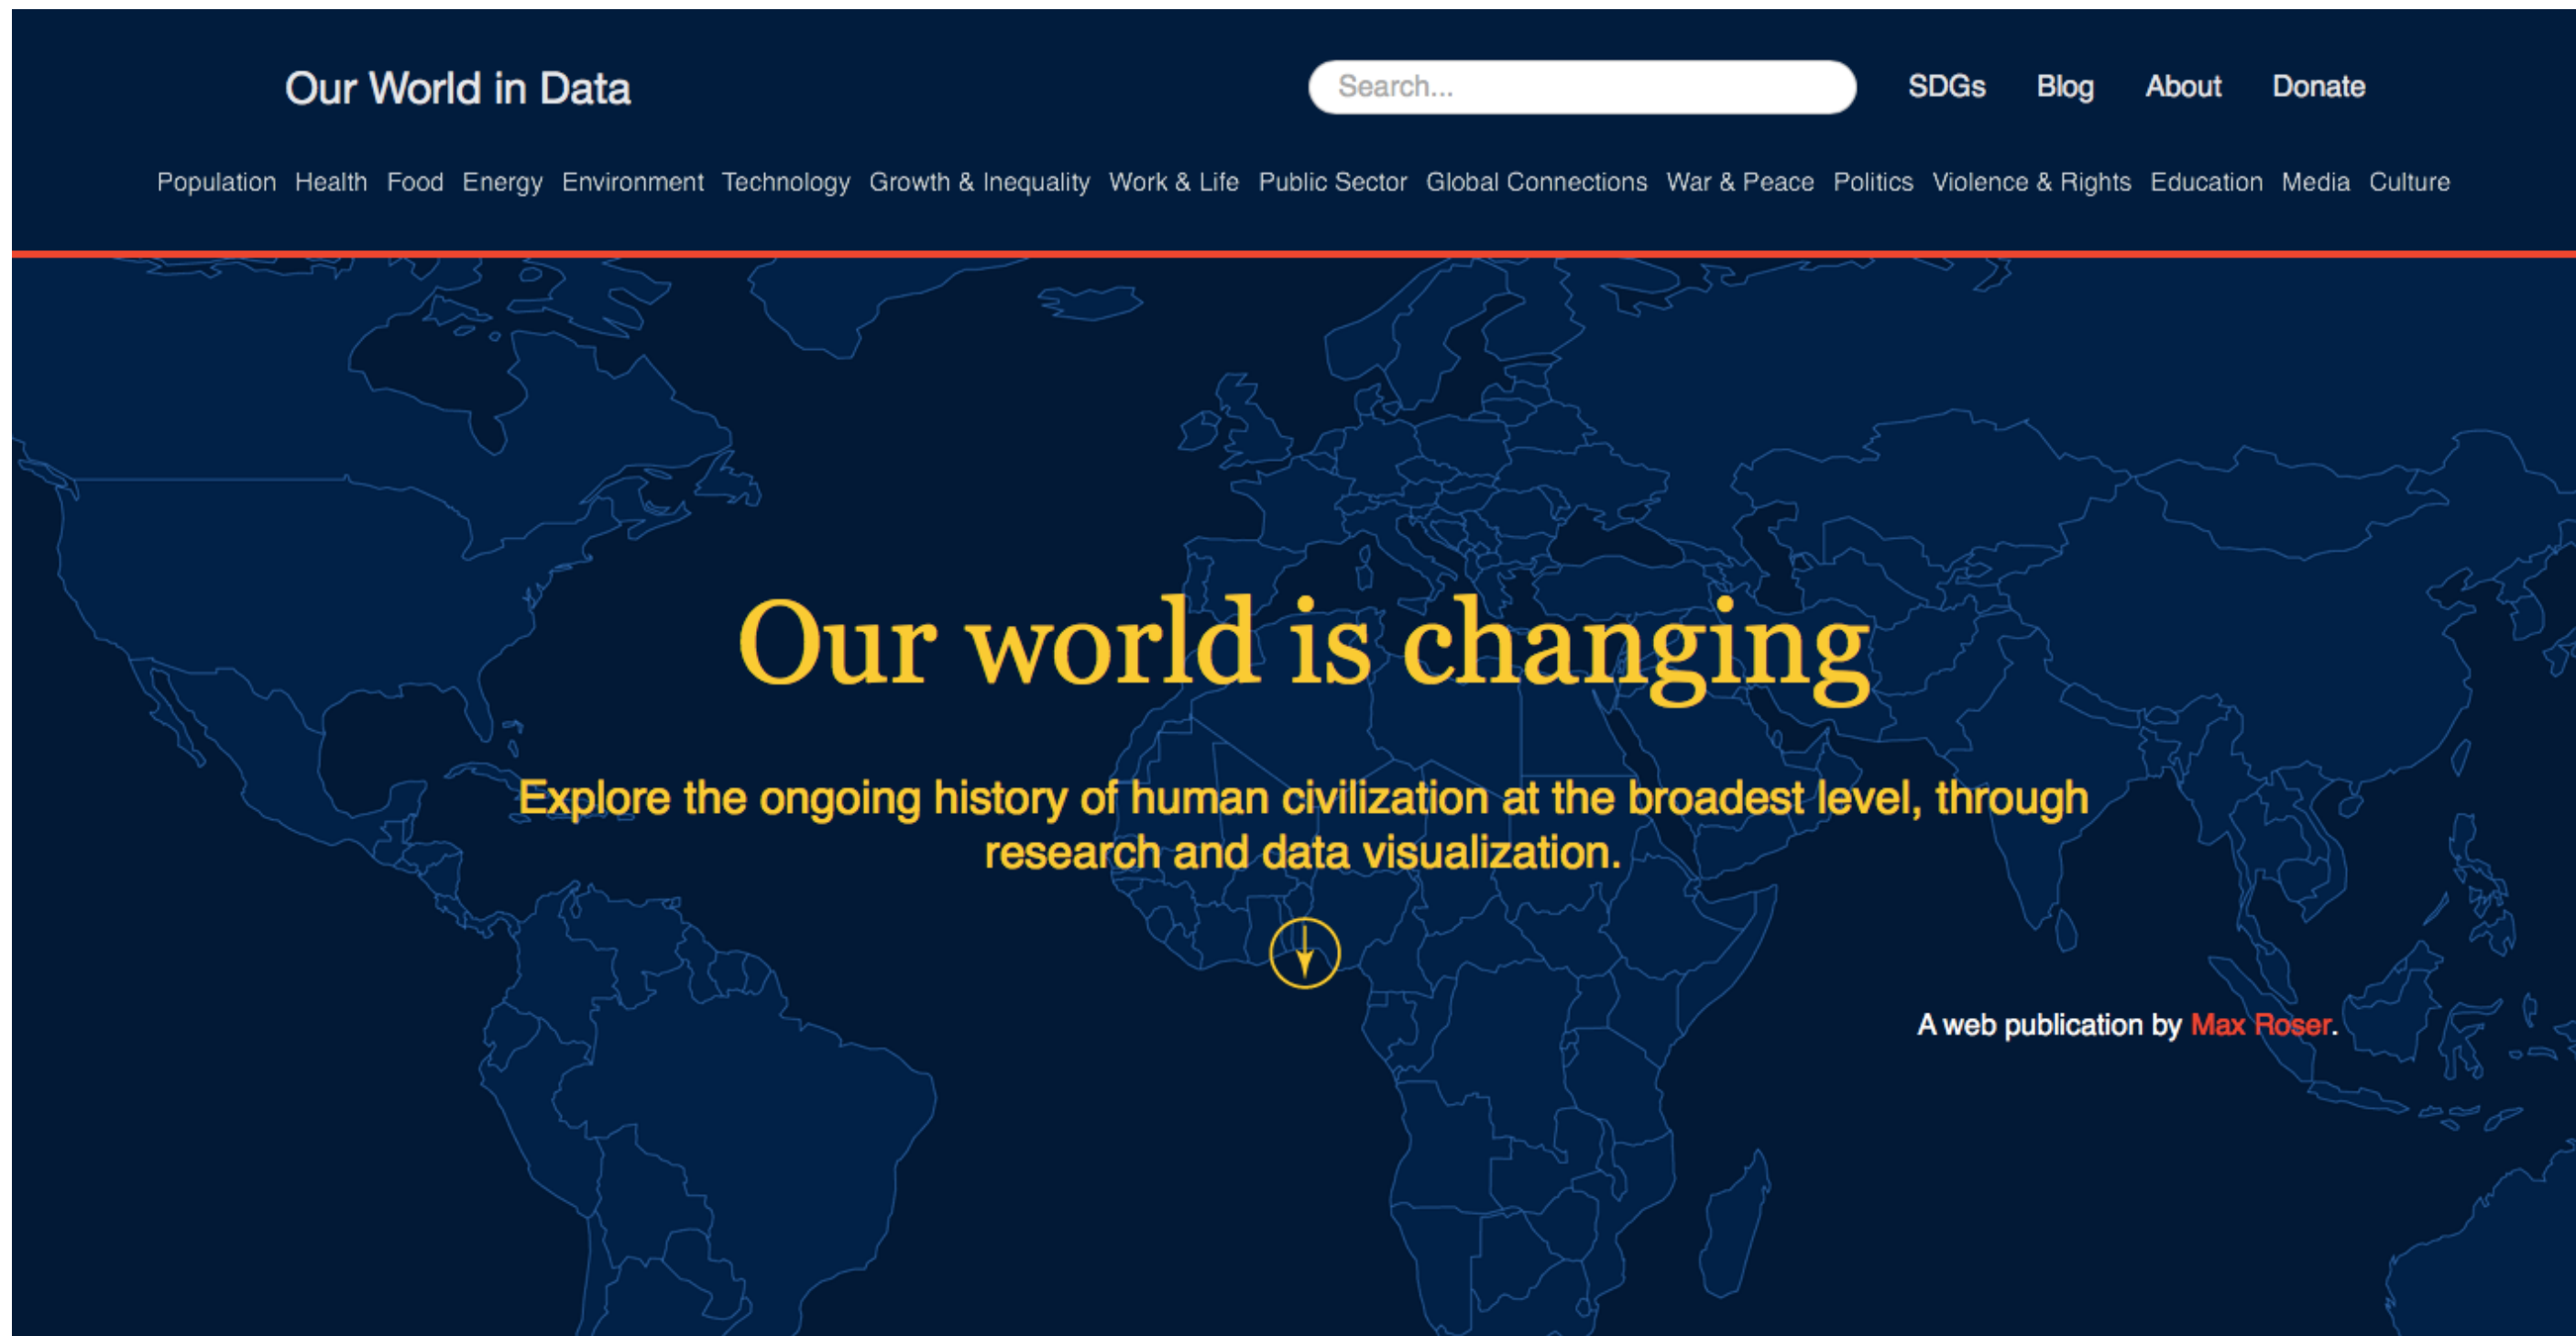 Our World in Data
Search...
SDGs Blog About Donate
Population Health Food Energy Environment Technology Growth & Inequality Work & Life Public Sector Global Connections War & Peace Politics Violence & Rights Education Media Culture
Our world is changing
Explore the ongoing history of human civilization at the broadest level, through
research and data visualization.
A web publication by Max Roser.